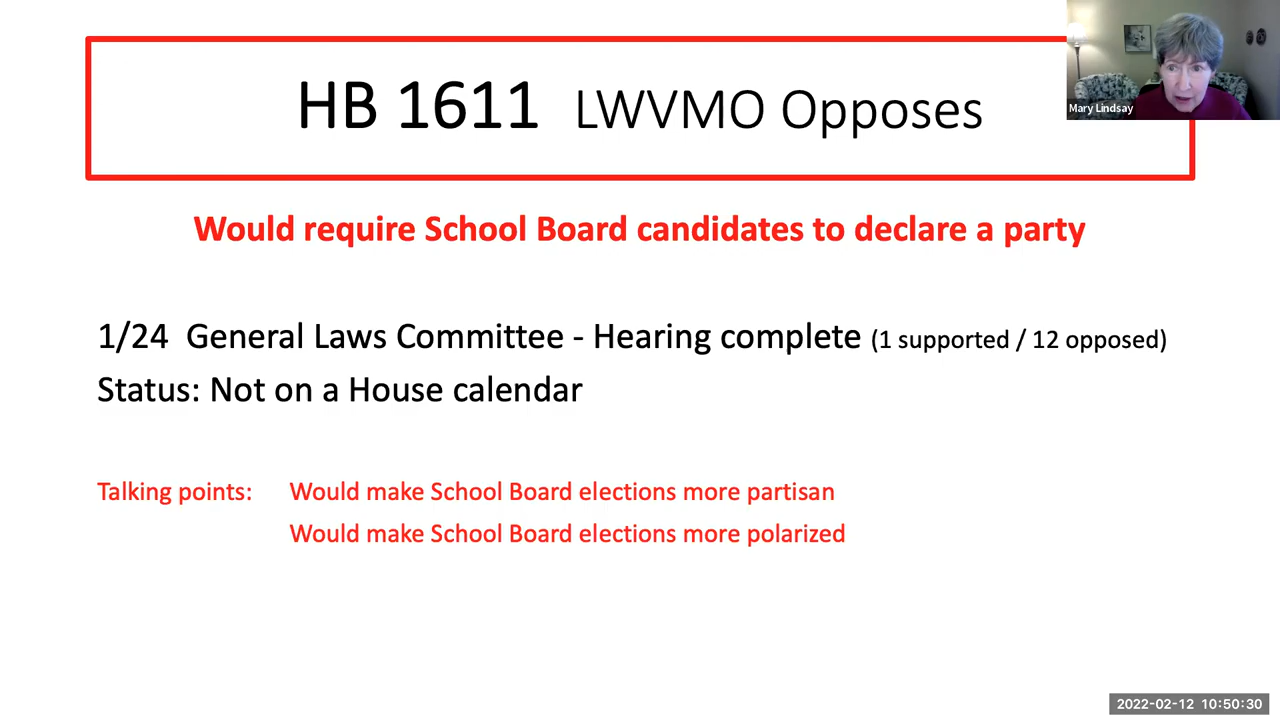 HB 1611 LWVMO Opposes
Mary Lindsay
Would require School Board candidates to declare a party
1/24 General Laws Committee - Hearing complete (1 supported / 12 opposed)
Status: Not on a House calendar
Talking points: Would make School Board elections more partisan
Would make School Board elections more polarized
2022-02-12 10:50:30